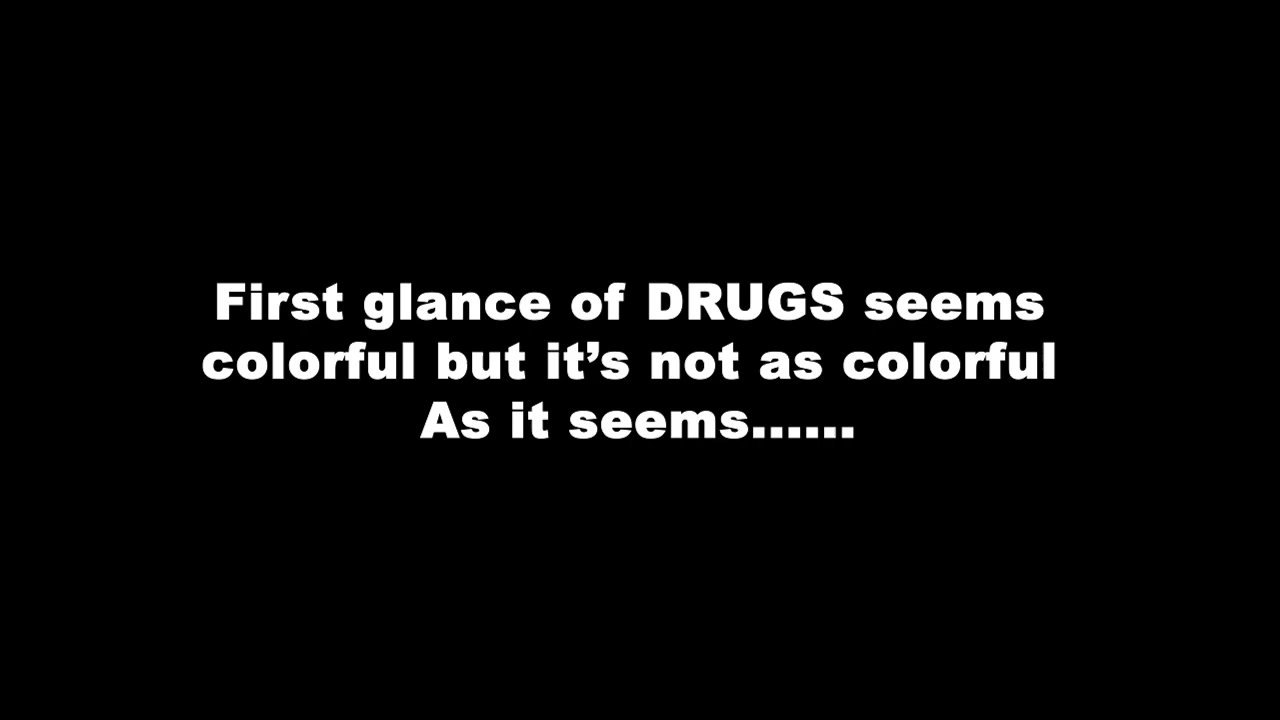 First glance of DRUGS seems
colorful but it’s not as colorful
As it seems......